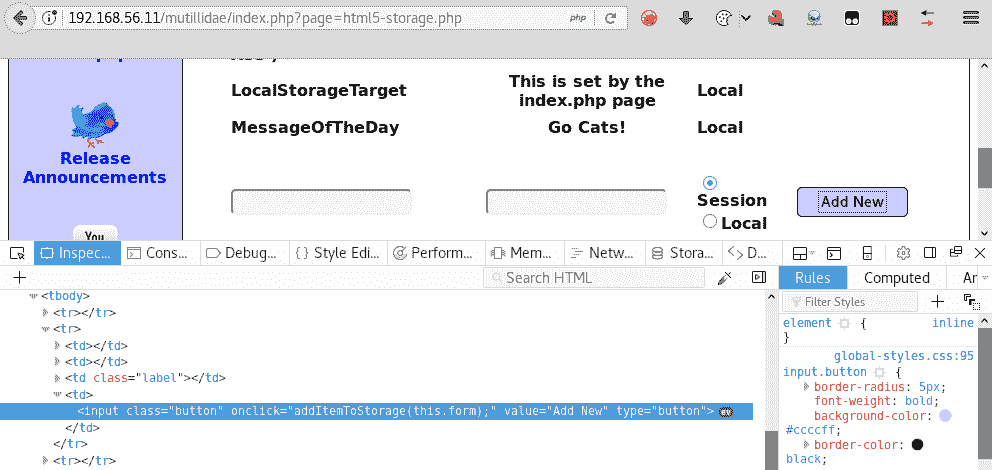 192.168.56.11/mutillidae/index.php?page=html5-storage.php
php
LocalStorageTarget
This is set by the
index.php page
Local
MessageOfTheDay
Go Cats!
Local
Release
Announcements
You
Session
Local
Add New
Inspec...
Cons...
Debug...
Style Edi...
Perform...
Mem...
Netw...
Stora...
D...
Search HTML
Rules
Computed
<tbody>
<tr></tr>
<tr>
<td></td>
<td></td>
<td class="label"></td>
<td>
<input class="button" onclick="addItemToStorage(this.form);" value="Add New" type="button">
ev
</td>
</tr>
<tr></tr>
Filter Styles
element { inline
}
global-styles.css:95
input.button {
border-radius: 5px;
font-weight: bold;
background-color:
#ccccff;
border-color:
black;